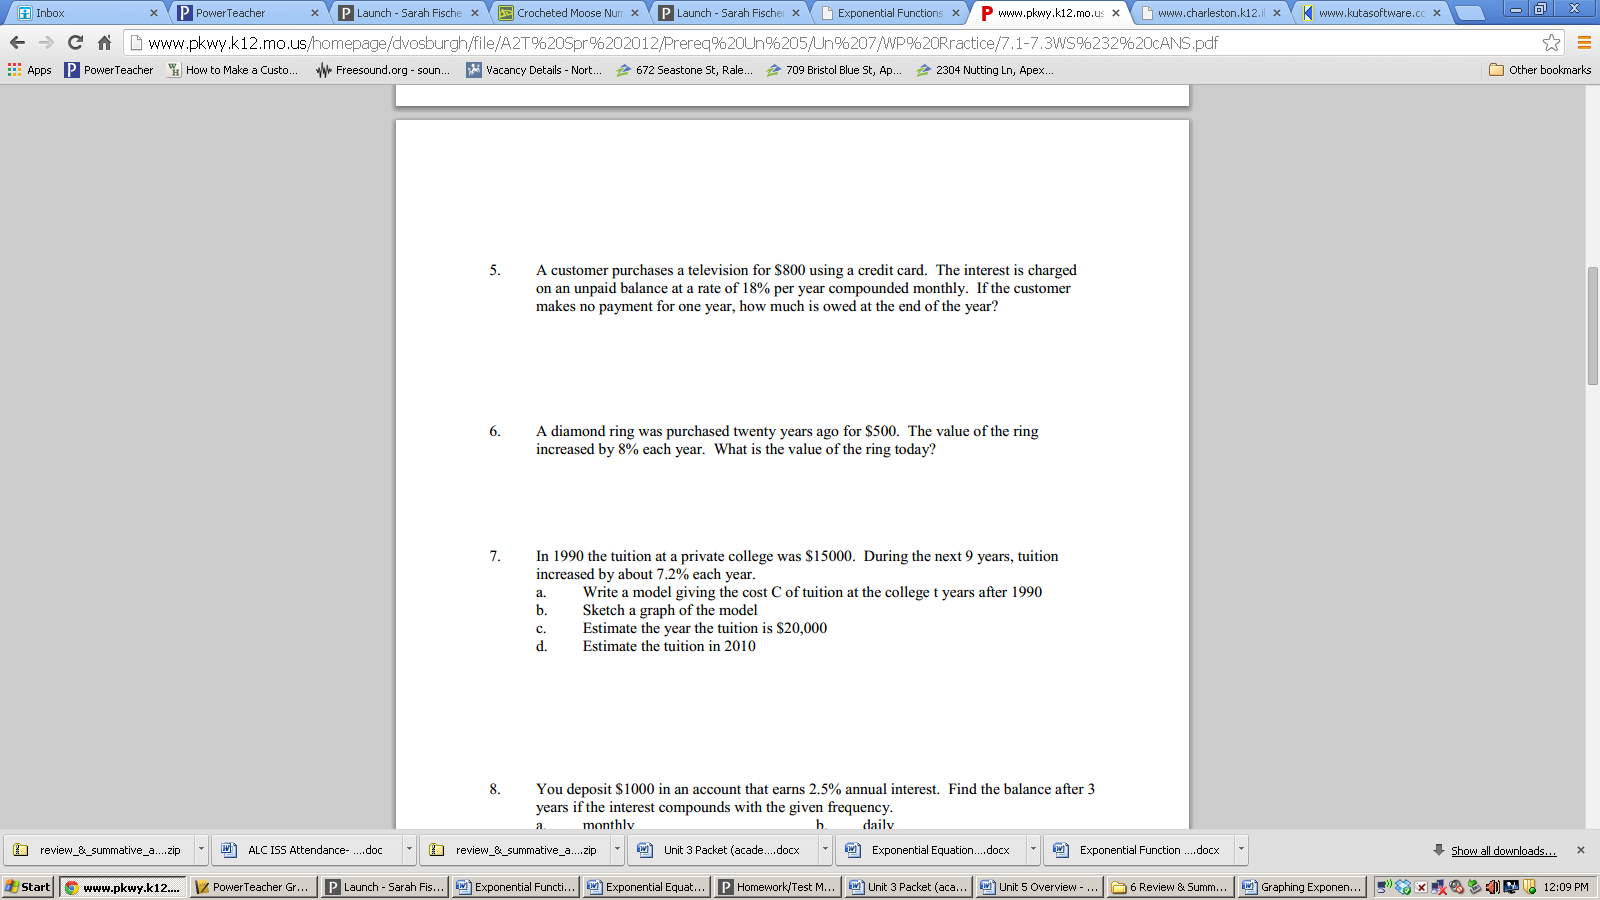 Inbox
PowerTeacher
Launch - Sarah Fische
Crocheted Moose Num
Launch - Sarah Fische
Exponential Functions
www.pkwy.k12.mo.us
www.charleston.k12.il
www.kutasoftware.cc
www.pkwy.k12.mo.us/homepage/dvosburgh/file/A2T%20Spr%202012/Prereq%20Un%205/Un%207/WP%20Rractice/7.1-7.3WS%232%20cANS.pdf
Apps
PowerTeacher
How to Make a Custo...
Freesound.org - soun...
Vacancy Details - Nort...
672 Seastone St, Rale...
709 Bristol Blue St, Ap...
2304 Nutting Ln, Apex...
Other bookmarks
5. A customer purchases a television for $800 using a credit card. The interest is charged
on an unpaid balance at a rate of 18% per year compounded monthly. If the customer
makes no payment for one year, how much is owed at the end of the year?
6. A diamond ring was purchased twenty years ago for $500. The value of the ring
increased by 8% each year. What is the value of the ring today?
7. In 1990 the tuition at a private college was $15000. During the next 9 years, tuition
increased by about 7.2% each year.
a. Write a model giving the cost C of tuition at the college t years after 1990
b. Sketch a graph of the model
c. Estimate the year the tuition is $20,000
d. Estimate the tuition in 2010
8. You deposit $1000 in an account that earns 2.5% annual interest. Find the balance after 3
years if the interest compounds with the given frequency.
a. monthly b. daily
review_&_summative_a....zip
ALC ISS Attendance- ....doc
review_&_summative_a....zip
Unit 3 Packet (acade....docx
Exponential Equation....docx
Exponential Function ....docx
Show all downloads...
Start
www.pkwy.k12....
PowerTeacher Gr...
Launch - Sarah Fis...
Exponential Functi...
Exponential Equat...
Homework/Test M...
Unit 3 Packet (aca...
Unit 5 Overview - ...
6 Review & Summ...
Graphing Exponen...
12:09 PM